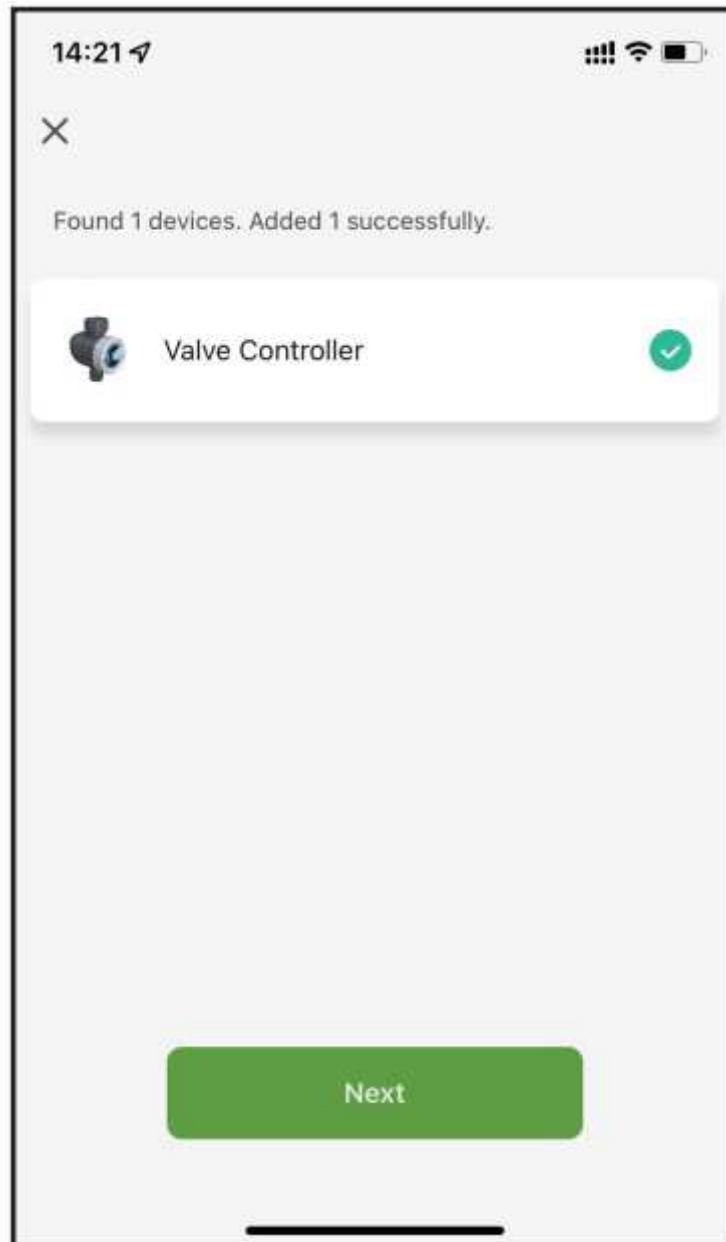 14:21
Found 1 devices. Added 1 successfully.
Valve Controller
Next